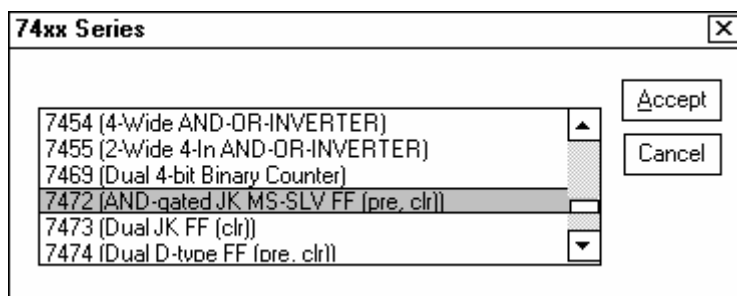 74xx Series
7454 (4-Wide AND-OR-INVERTER)
7455 (2-Wide 4-In AND-OR-INVERTER)
7469 (Dual 4-bit Binary Counter)
7472 (AND-gated JK MS-SLV FF (pre, clr))
7473 (Dual JK FF (clr))
7474 (Dual D-type FF (pre, clr))
Accept
Cancel